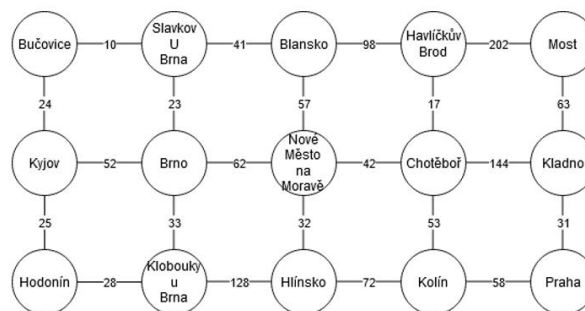 Bučovice
10
Slavkov
U
Brna
41
Blansko
98
Havlíčkův
Brod
202
Most
24
23
57
17
63
Kyjov
52
Brno
62
Nové
Město
na
Moravě
42
Chotěboř
144
Kladno
25
33
32
53
31
Hodonín
28
Klobouky
u
Brna
128
Hlínsko
72
Kolín
58
Praha